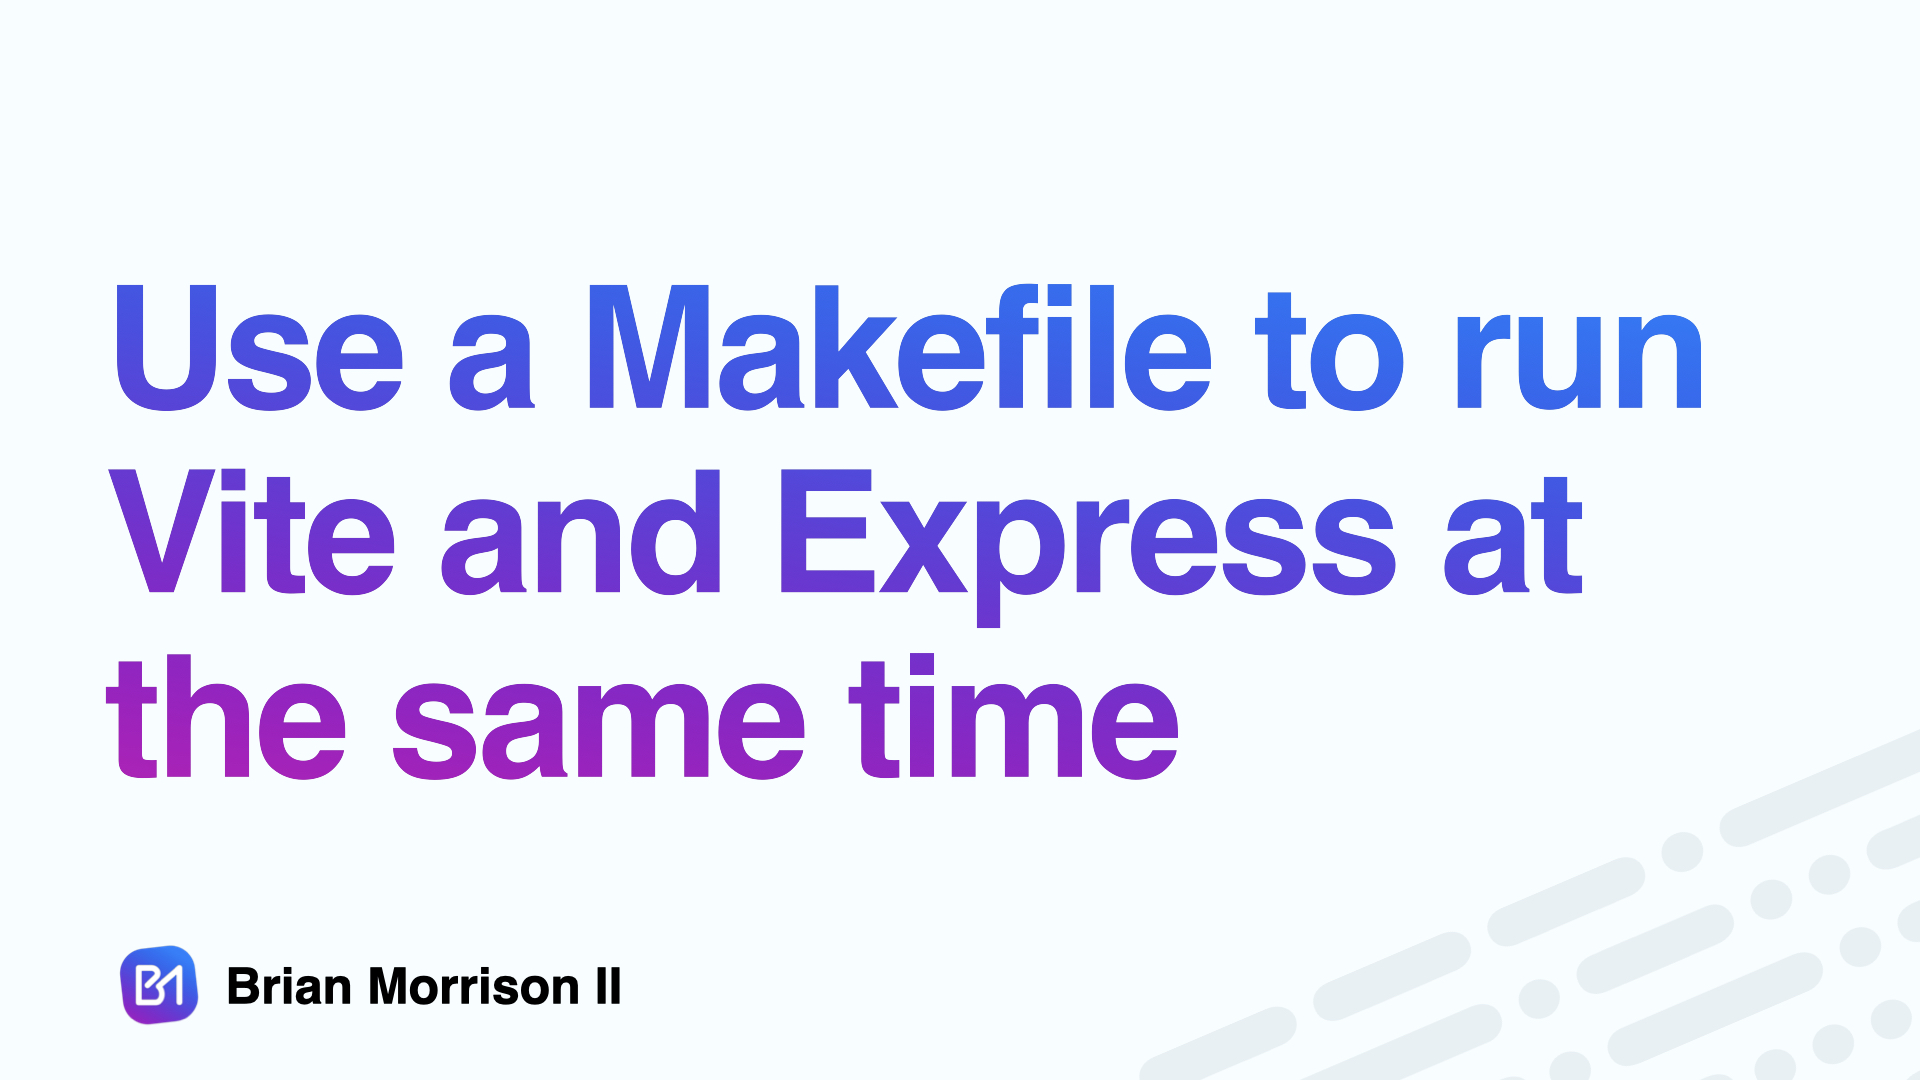 Use a Makefile to run
Vite and Express at
the same time
Brian Morrison II